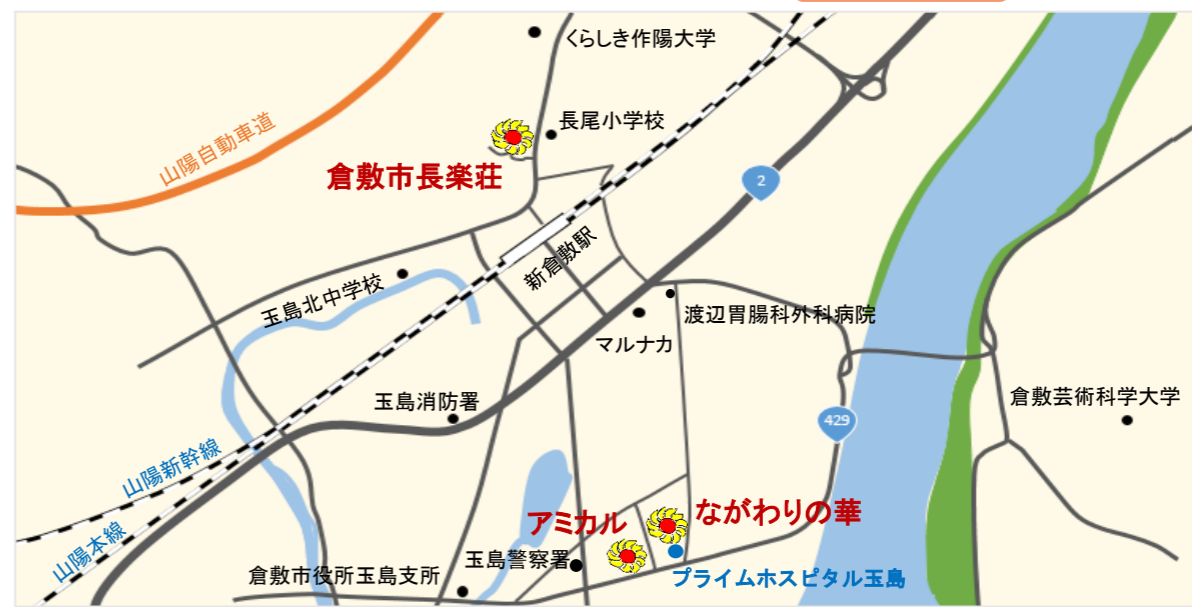 くらしき作陽大学
長尾小学校
山陽自動車道
倉敷市長楽荘
2
新倉敷駅
玉島北中学校
渡辺胃腸科外科病院
マルナカ
玉島消防署
倉敷芸術科学大学
429
山陽新幹線
ながわりの華
アミカル
山陽本線
玉島警察署
倉敷市役所玉島支所
プライムホスピタル玉島